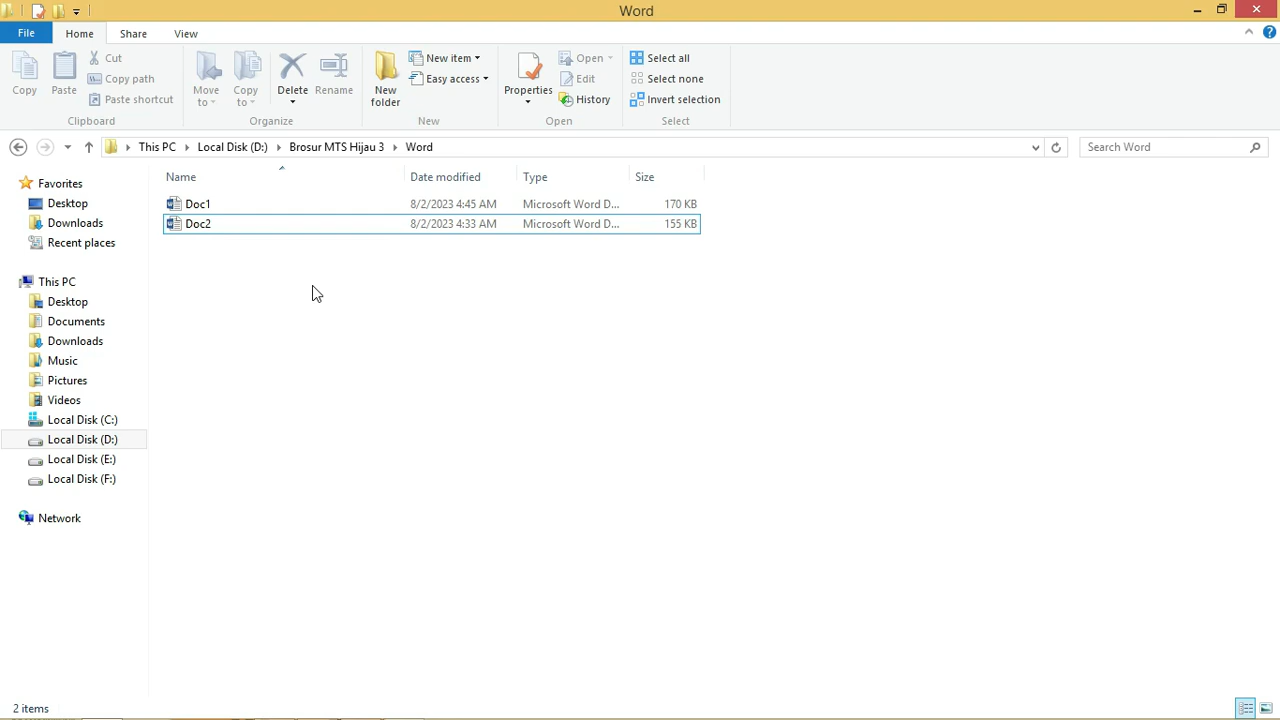 Word
File Home Share View
Copy
Paste
Cut
Copy path
Paste shortcut
Clipboard
Move to
Copy to
Delete
Rename
Organize
New folder
New item
Easy access
New
Properties
Open
Edit
History
Open
Select all
Select none
Invert selection
Select
This PC Local Disk (D:) Brosur MTS Hijau 3 Word
Search Word
Favorites
Desktop
Downloads
Recent places
This PC
Desktop
Documents
Downloads
Music
Pictures
Videos
Local Disk (C:)
Local Disk (D:)
Local Disk (E:)
Local Disk (F:)
Network
Name Date modified Type Size
Doc1 8/2/2023 4:45 AM Microsoft Word D... 170 KB
Doc2 8/2/2023 4:33 AM Microsoft Word D... 155 KB
2 items